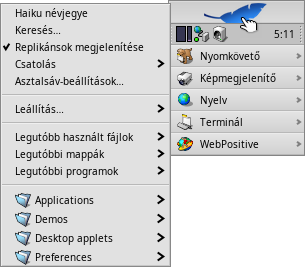 Haiku névjegye
Keresés...
Replikánsok megjelenítése
Csatolás
Asztalsáv-beállítások...
Leállítás...
Legutóbb használt fájlok
Legutóbbi mappák
Legutóbbi programok
Applications
Demos
Desktop applets
Preferences
5:11
Nyomkövető
Képmegjelenítő
Nyelv
Terminál
WebPositive